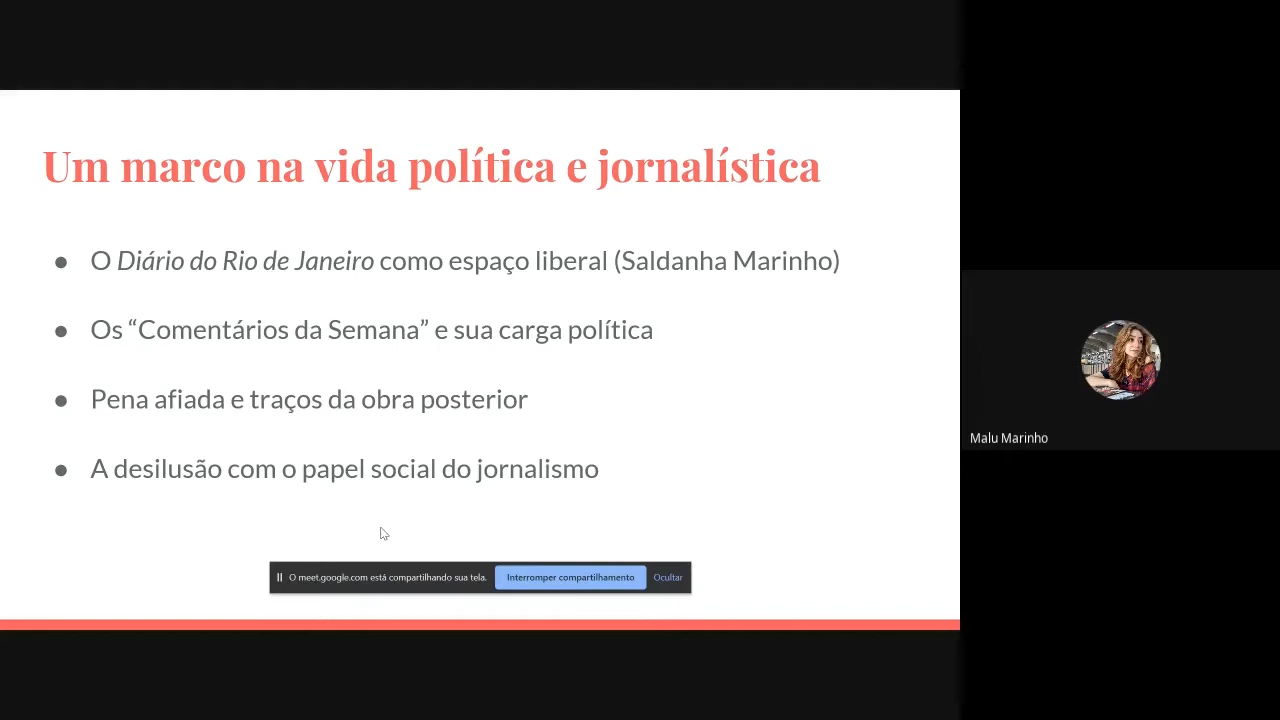 Um marco na vida política e jornalística
● O Diário do Rio de Janeiro como espaço liberal (Saldanha Marinho)
● Os “Comentários da Semana” e sua carga política
● Pena afiada e traços da obra posterior
● A desilusão com o papel social do jornalismo
O meet.google.com está compartilhando sua tela. Interromper compartilhamento Ocultar
Malu Marinho